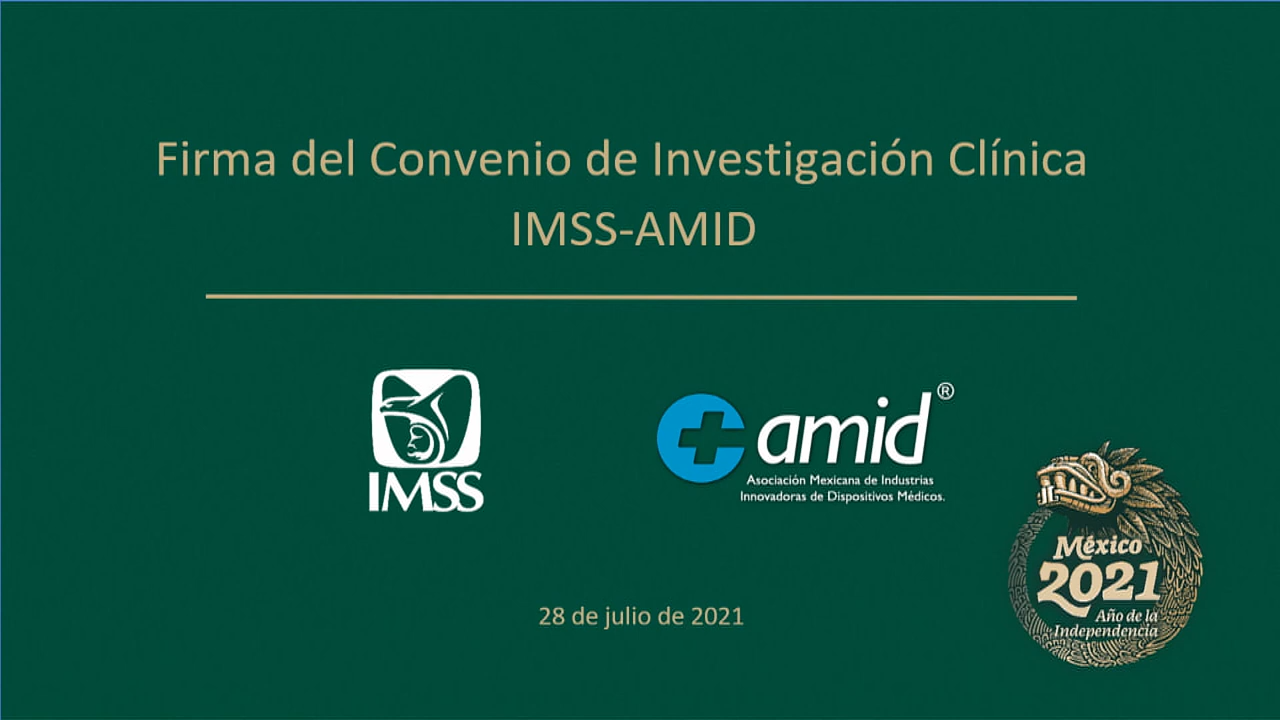 Firma del Convenio de Investigación Clínica
IMSS-AMID
IMSS
amid®
Asociación Mexicana de Industrias
Innovadoras de Dispositivos Médicos.
México
2021
Año de la
Independencia
28 de julio de 2021